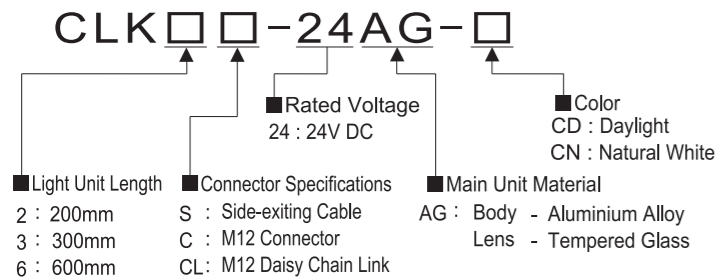 CLK□□-24AG-□
■Rated Voltage
24 : 24V DC
■Color
CD : Daylight
CN : Natural White
■Light Unit Length
2 : 200mm
3 : 300mm
6 : 600mm
■Connector Specifications
S : Side-exiting Cable
C : M12 Connector
CL: M12 Daisy Chain Link
■Main Unit Material
AG : Body - Aluminium Alloy
Lens - Tempered Glass